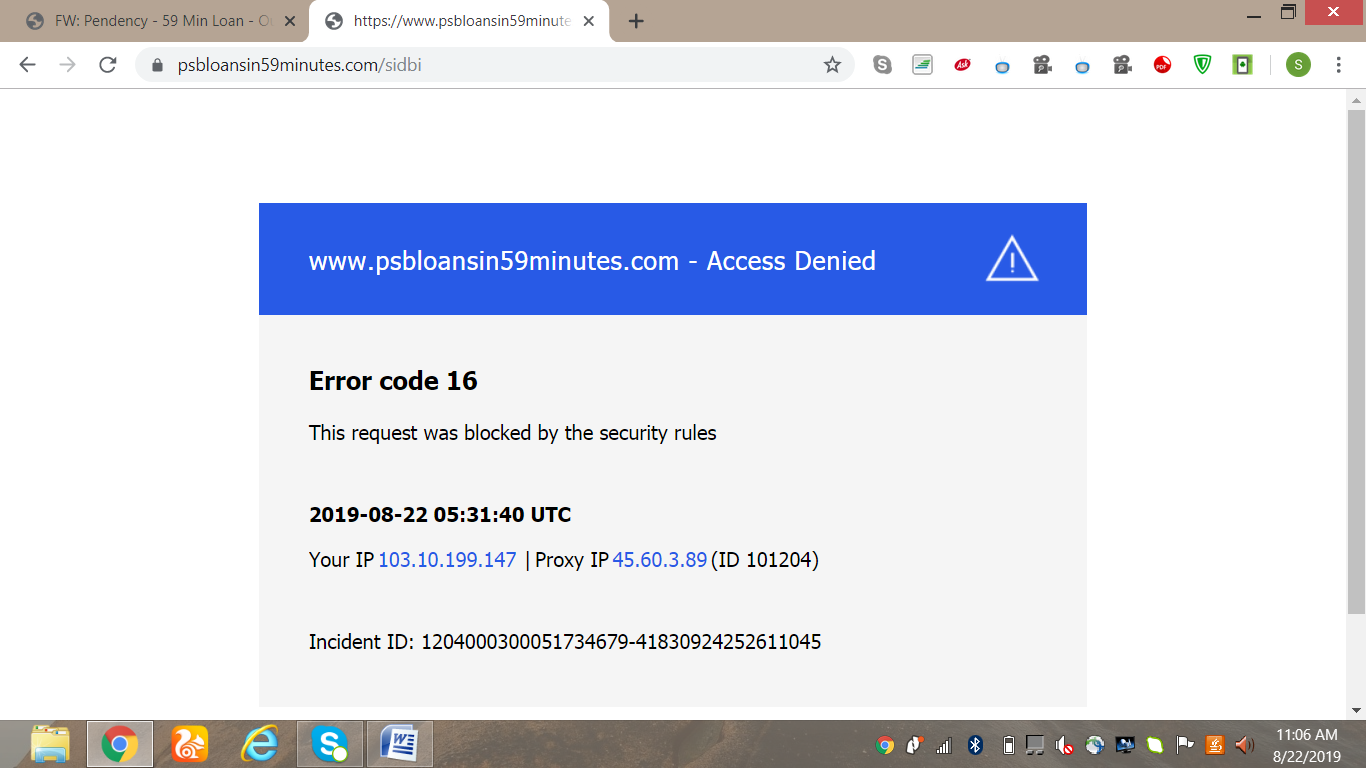 FW: Pendency - 59 Min Loan - O
https://www.psbloansin59minute
psbloansin59minutes.com/sidbi
Ask
PDF
S
www.psbloansin59minutes.com - Access Denied
Error code 16
This request was blocked by the security rules
2019-08-22 05:31:40 UTC
Your IP 103.10.199.147 | Proxy IP 45.60.3.89 (ID 101204)
Incident ID: 1204000300051734679-41830924252611045
11:06 AM
8/22/2019